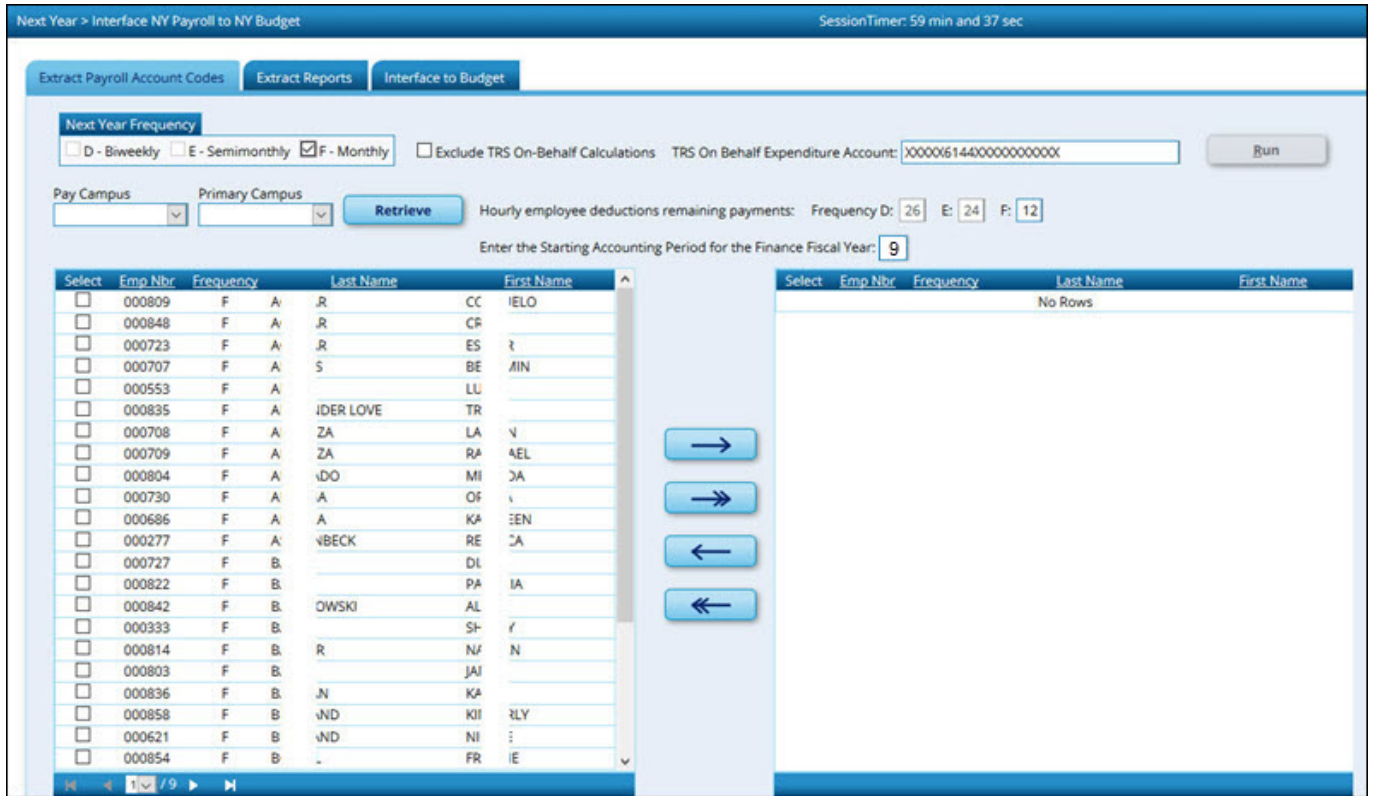 Next Year > Interface NY Payroll to NY Budget SessionTimer: 59 min and 37 sec
Extract Payroll Account Codes Extract Reports Interface to Budget
Next Year Frequency
D - Biweekly E - Semimonthly F - Monthly Exclude TRS On-Behalf Calculations TRS On Behalf Expenditure Account: XXXXX6144XXXXXXXXXXX Run
Pay Campus Primary Campus
Retrieve Hourly employee deductions remaining payments: Frequency D: 26 E: 24 F: 12
Enter the Starting Accounting Period for the Finance Fiscal Year: 9
Select Emp Nbr Frequency Last Name First Name Select Emp Nbr Frequency Last Name First Name
000809 F No Rows
000848 F
000723 F
000707 F
000553 F
000835 F LOVE
000708 F
000709 F
000804 F
000730 F
000686 F
000277 F
000727 F
000822 F
000842 F
000333 F
000814 F
000803 F
000836 F
000858 F
000621 F
000854 F
1 / 9